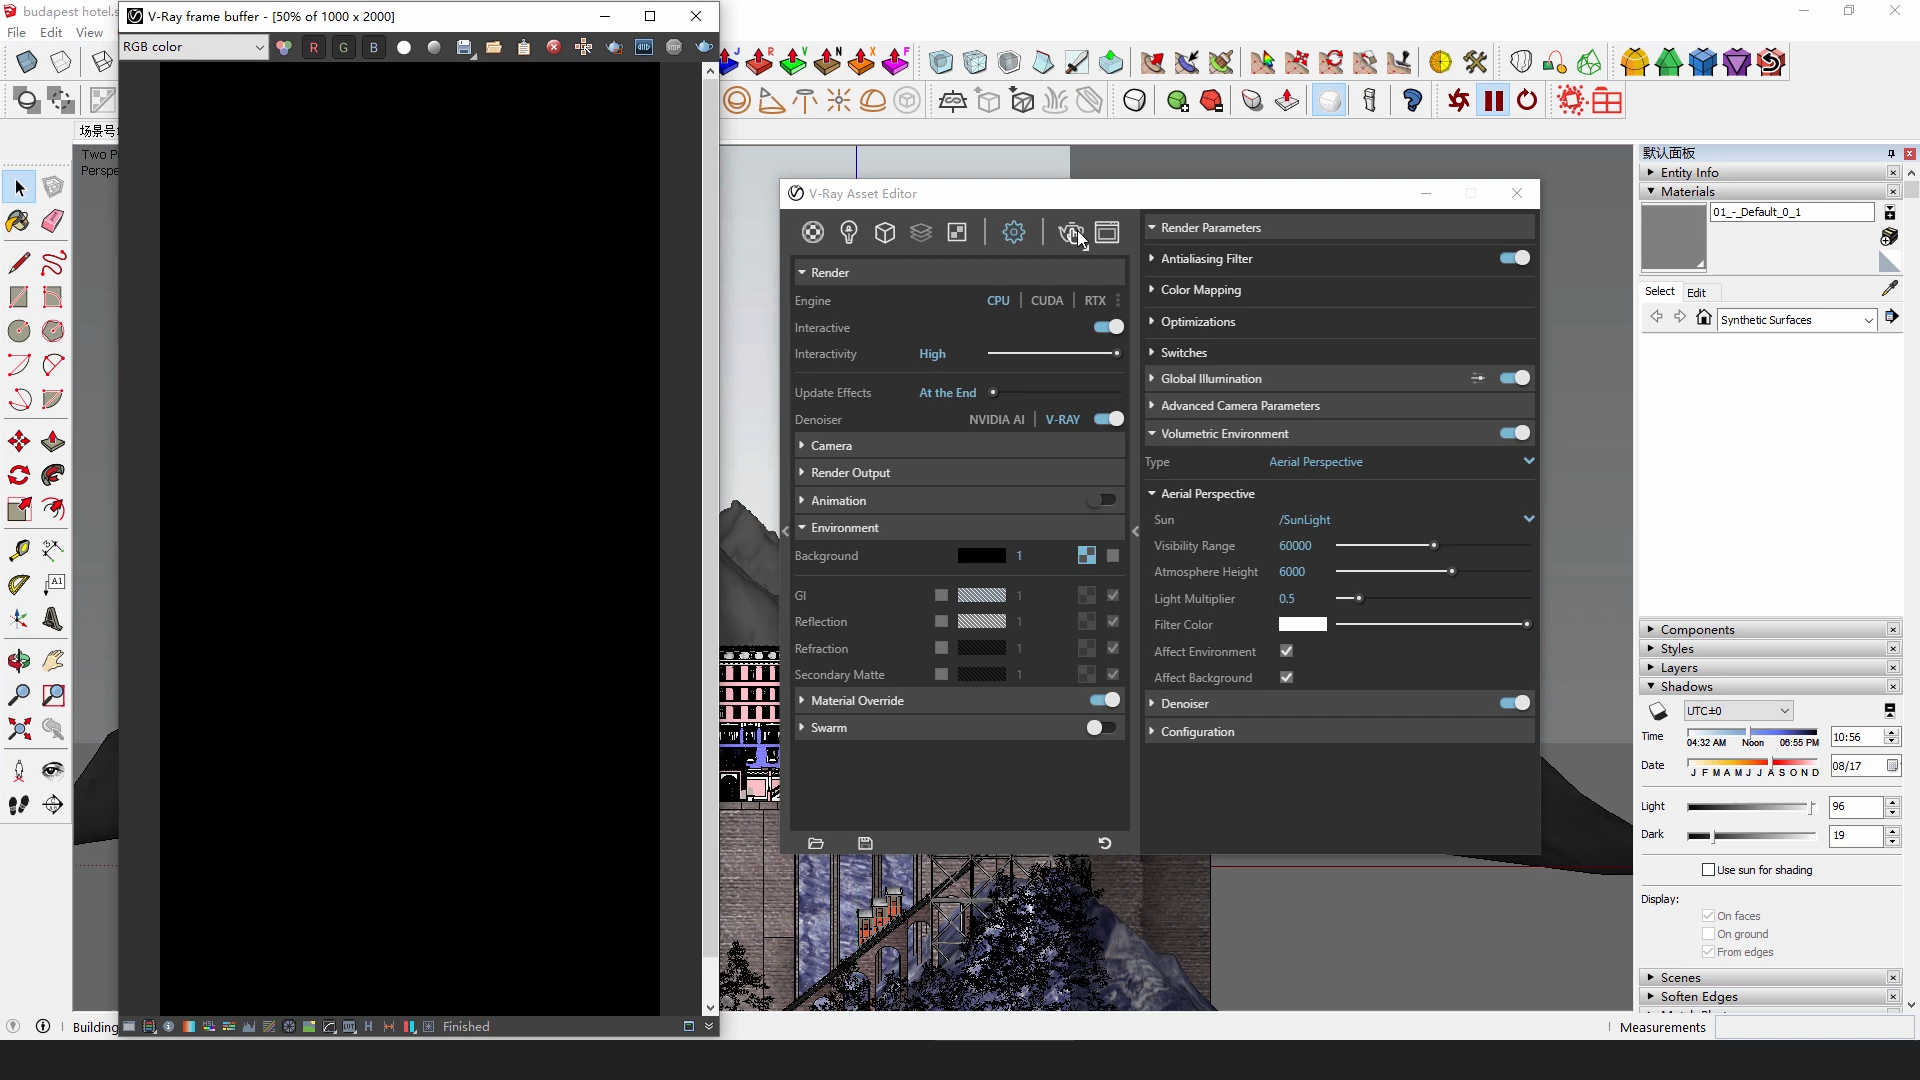 budapest hotel.s
V-Ray frame buffer - [50% of 1000 x 2000]
File Edit View
RGB color
R G B
J R V N X F
场景号
Two P
Perspe
V-Ray Asset Editor
Render
Engine CPU CUDA RTX
Interactive
Interactivity High
Update Effects At the End
Denoiser NVIDIA AI V-RAY
Camera
Render Output
Animation
Environment
Background 1
GI 1
Reflection 1
Refraction 1
Secondary Matte 1
Material Override
Swarm
Render Parameters
Antialiasing Filter
Color Mapping
Optimizations
Switches
Global Illumination
Advanced Camera Parameters
Volumetric Environment
Type Aerial Perspective
Aerial Perspective
Sun /SunLight
Visibility Range 60000
Atmosphere Height 6000
Light Multiplier 0.5
Filter Color
Affect Environment
Affect Background
Denoiser
Configuration
默认面板
Entity Info
Materials
01_-_Default_0_1
Select Edit
Synthetic Surfaces
Components
Styles
Layers
Shadows
UTC±0
Time 04:32 AM Noon 06:55 PM 10:56
Date J F M A M J J A S O N D 08/17
Light 96
Dark 19
Use sun for shading
Display:
On faces
On ground
From edges
Scenes
Soften Edges
A1
STOP
LUT
H
Building
Finished
Measurements